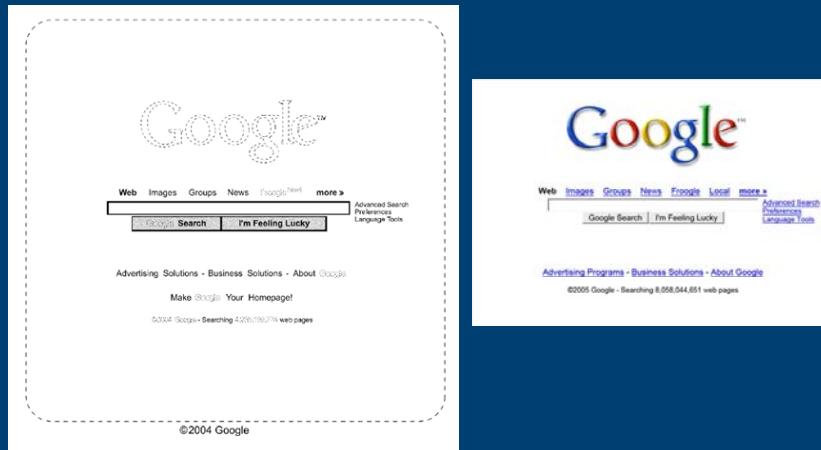 Google™
Web Images Groups News Froogle New! more »
Advanced Search
Preferences
Language Tools
Google Search I'm Feeling Lucky
Advertising Solutions - Business Solutions - About Google
Make Google Your Homepage!
©2004 Google - Searching web pages
©2004 Google
Google™
Web Images Groups News Froogle Local more »
Advanced Search
Preferences
Language Tools
Google Search I'm Feeling Lucky
Advertising Programs - Business Solutions - About Google
©2005 Google - Searching 8,058,044,651 web pages